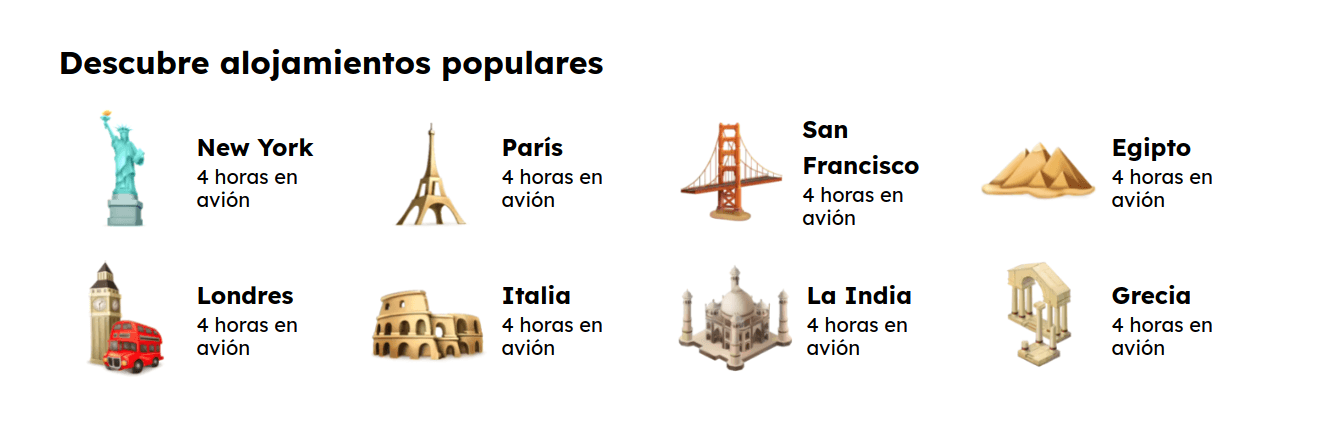 Descubre alojamientos populares
New York
4 horas en
avión
París
4 horas en
avión
San
Francisco
4 horas en
avión
Egipto
4 horas en
avión
Londres
4 horas en
avión
Italia
4 horas en
avión
La India
4 horas en
avión
Grecia
4 horas en
avión